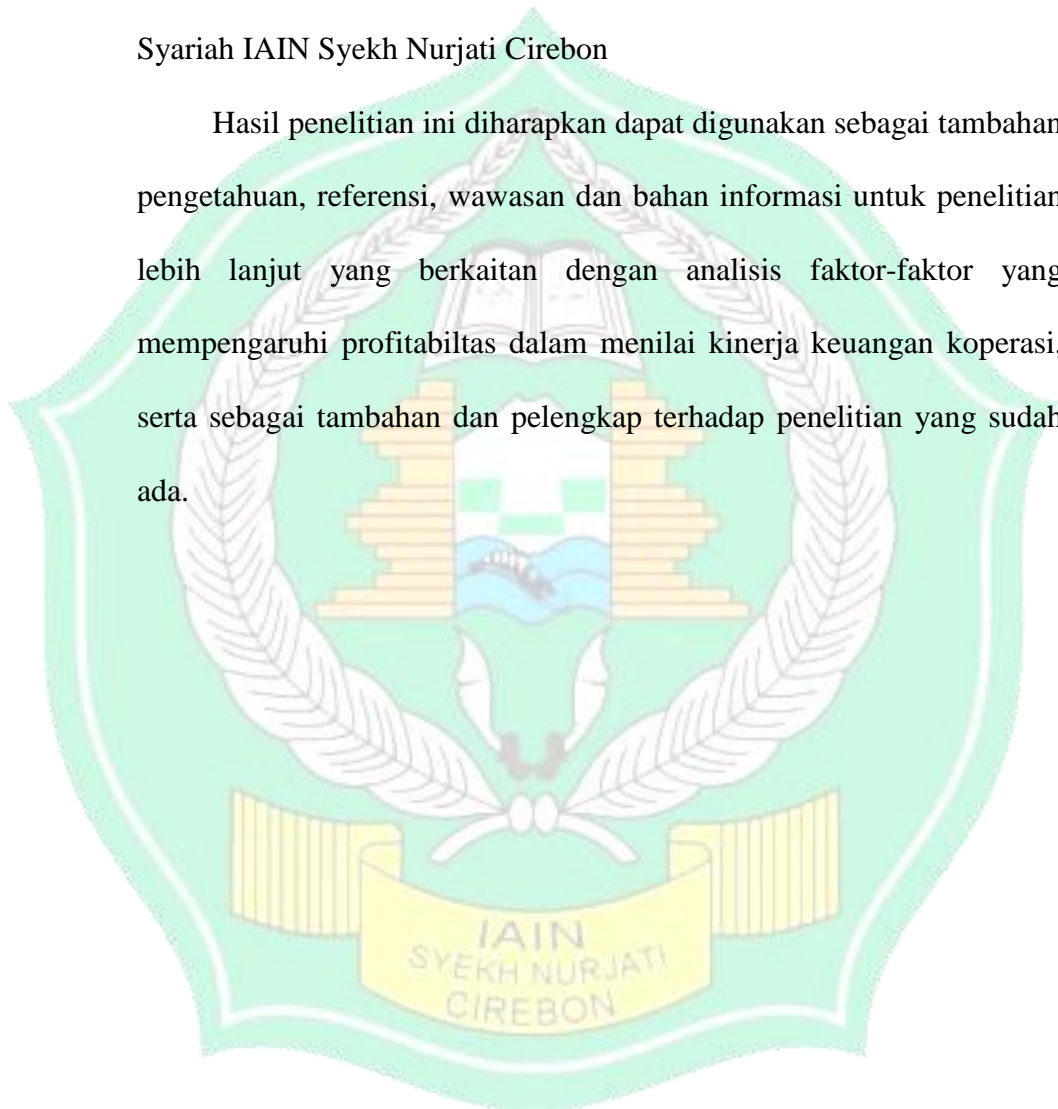 Syariah IAIN Syekh Nurjati Cirebon
Hasil penelitian ini diharapkan dapat digunakan sebagai tambahan
pengetahuan, referensi, wawasan dan bahan informasi untuk penelitian
lebih lanjut yang berkaitan dengan analisis faktor-faktor yang
mempengaruhi profitabiltas dalam menilai kinerja keuangan koperasi,
serta sebagai tambahan dan pelengkap terhadap penelitian yang sudah
ada.
IAIN
SYEKH NURJATI
CIREBON